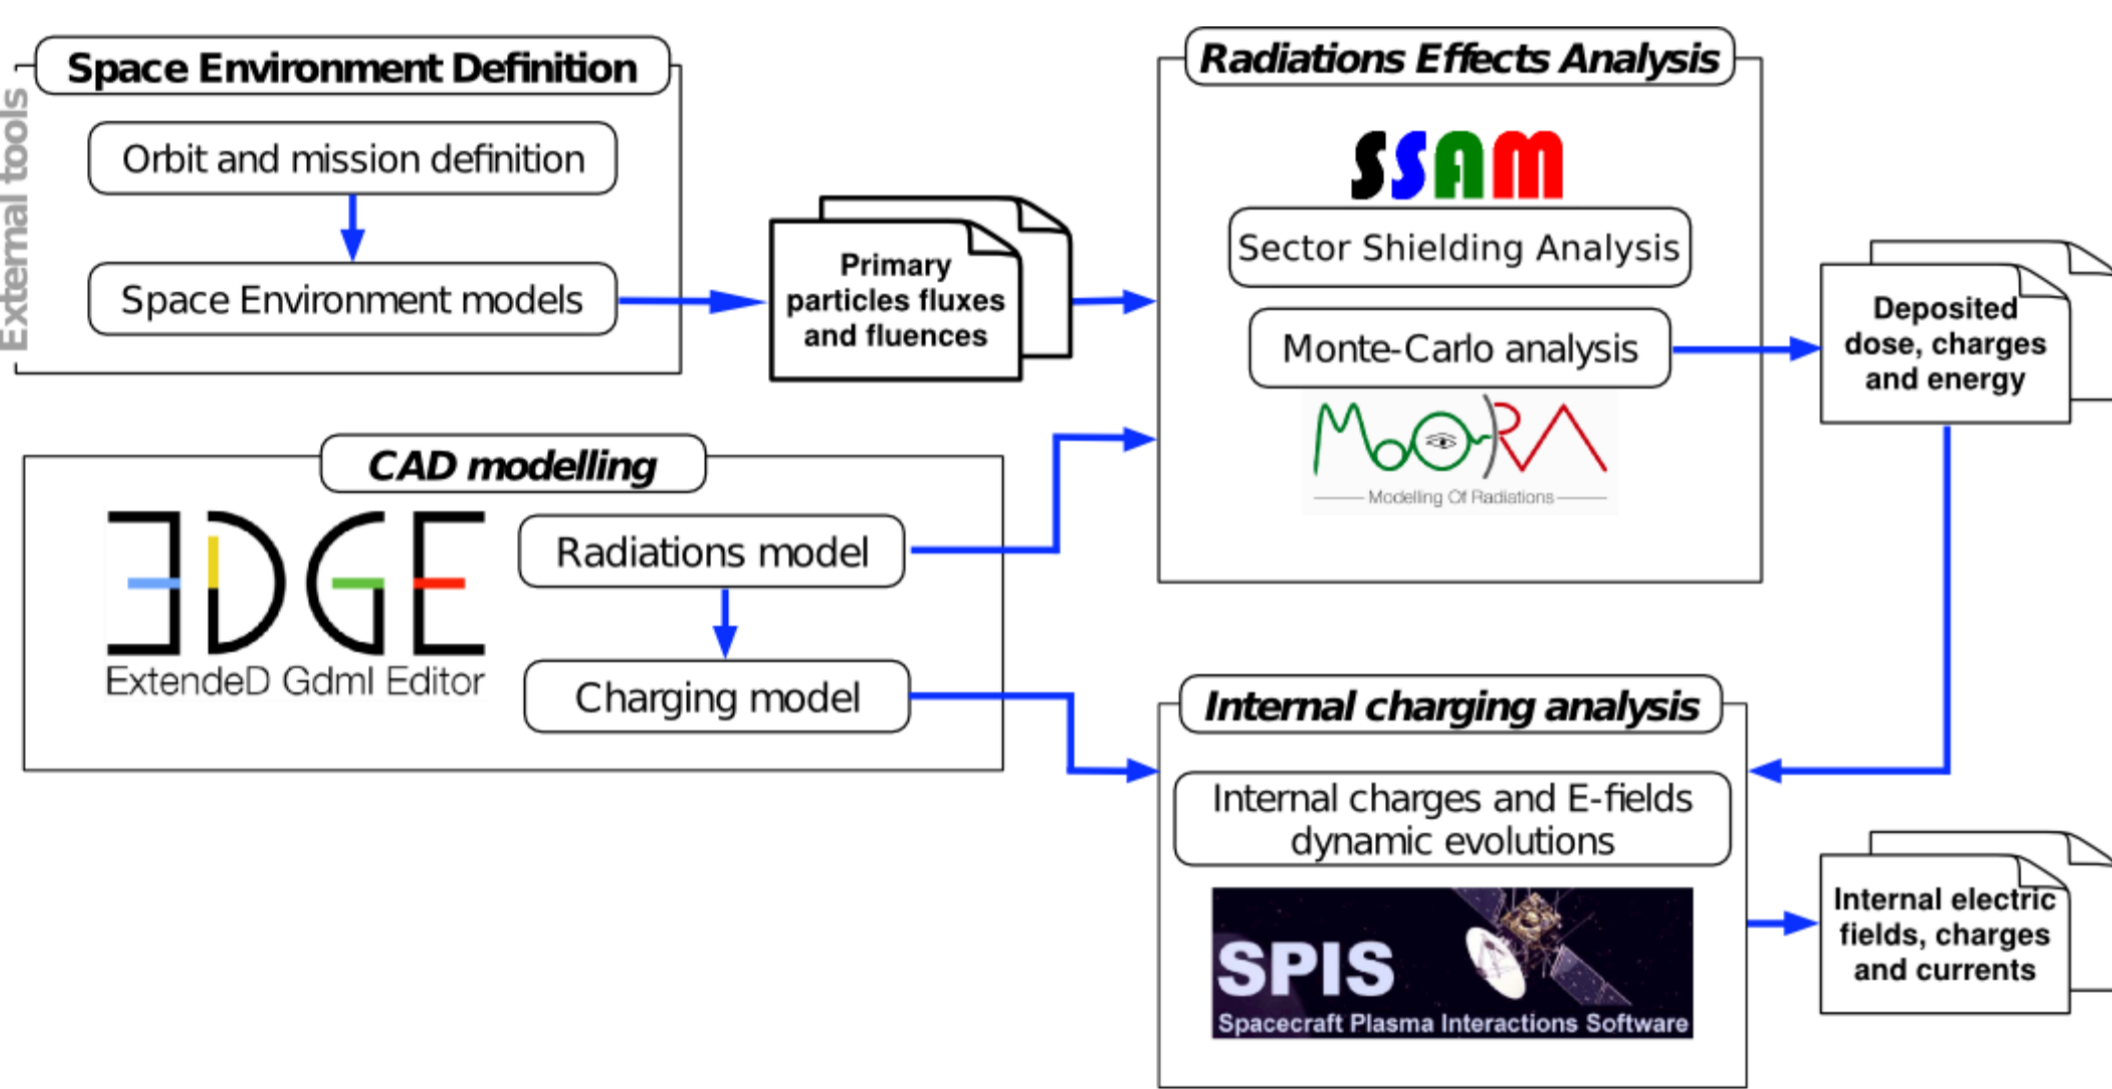 External tools
Space Environment Definition
Orbit and mission definition
Space Environment models
Primary
particles fluxes
and fluences
Radiations Effects Analysis
SSAM
Sector Shielding Analysis
Monte-Carlo analysis
MoORA
Modelling Of Radiations
Deposited
dose, charges
and energy
CAD modelling
EDGE
ExtendeD Gdml Editor
Radiations model
Charging model
Internal charging analysis
Internal charges and E-fields
dynamic evolutions
SPIS
Spacecraft Plasma Interactions Software
Internal electric
fields, charges
and currents